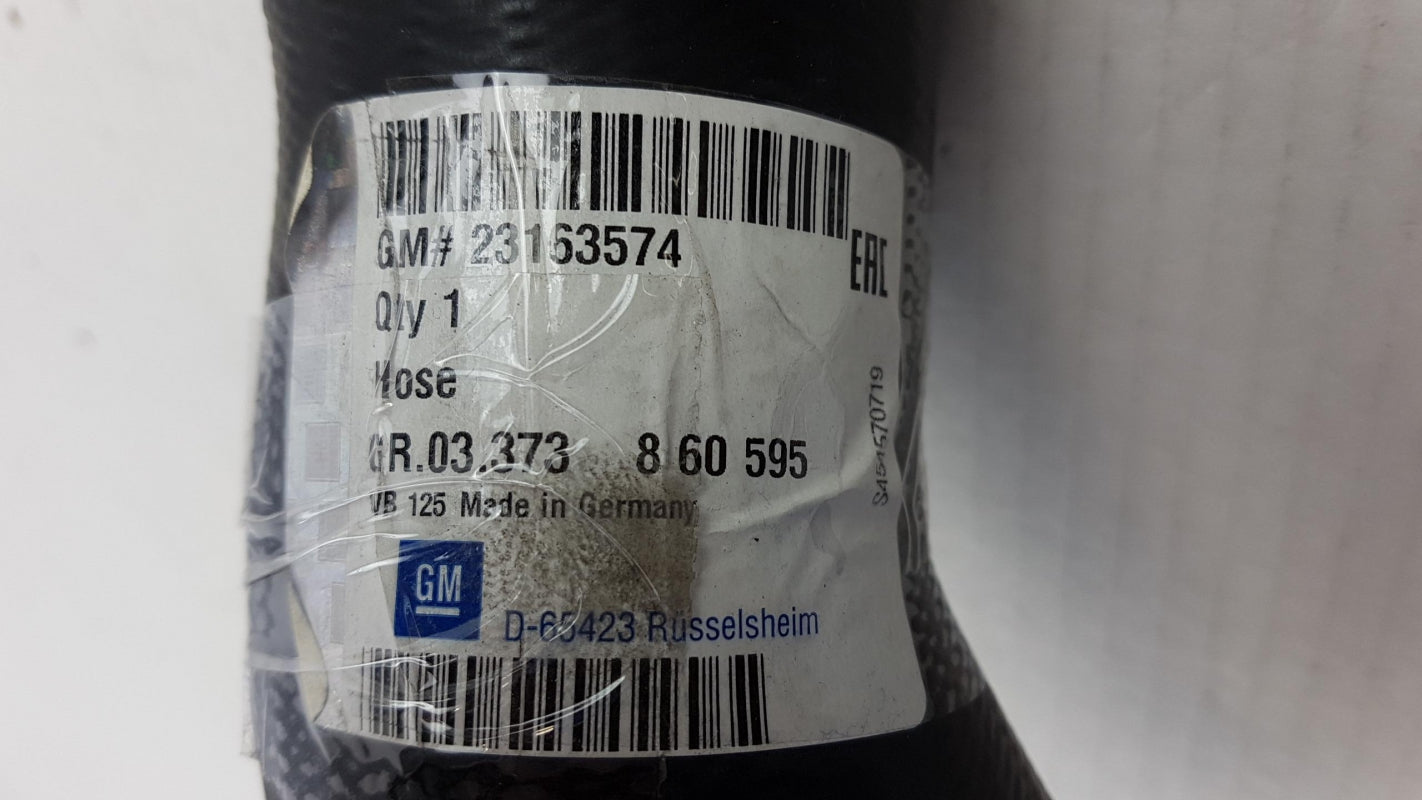 GM# 23163574
EAC
Qty 1
Hose
GR.03.373 8 60 595
VB 125 Made in Germany
S454570719
GM
D-65423 Russelsheim